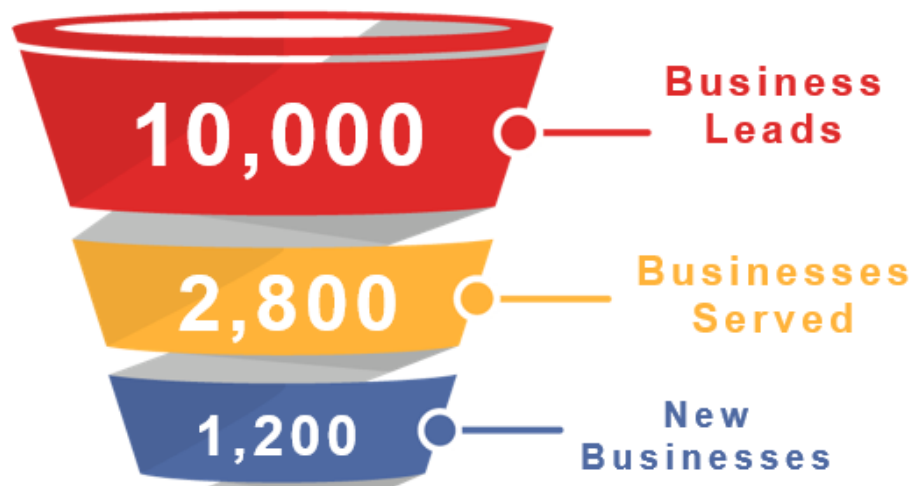 10,000
Business
Leads
2,800
Businesses
Served
1,200
New
Businesses